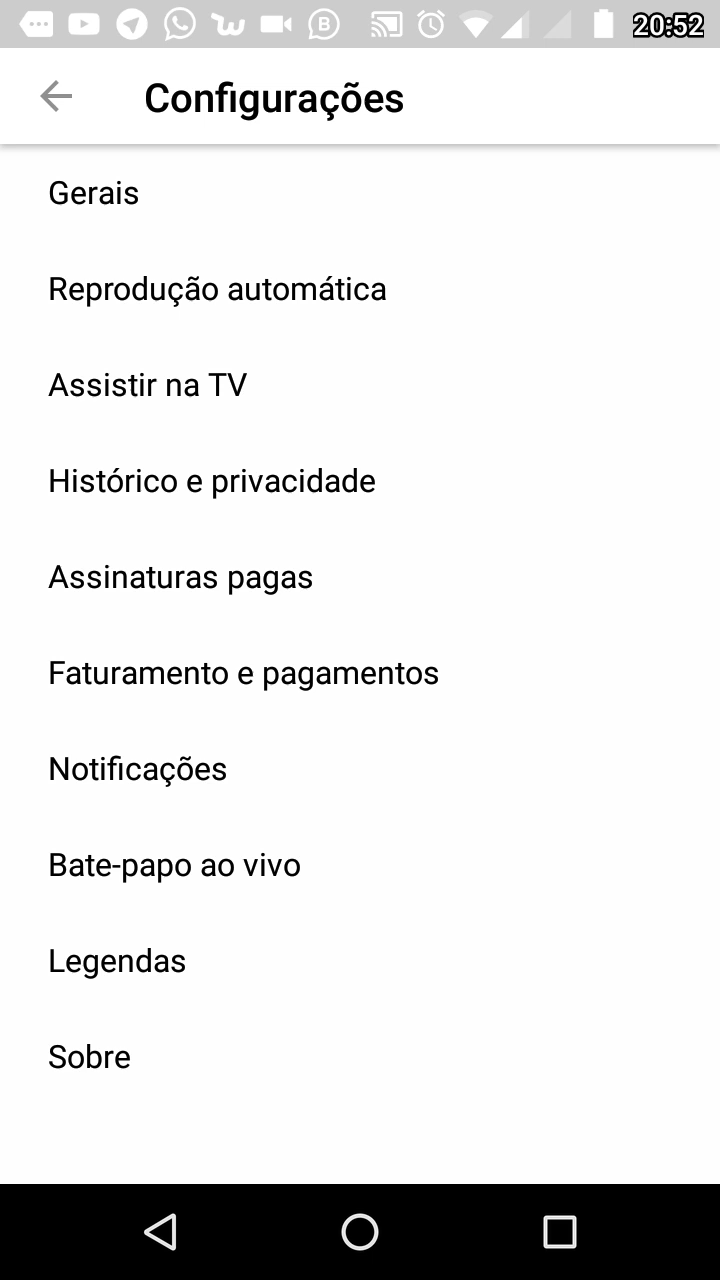 20:52
Configurações
Gerais
Reprodução automática
Assistir na TV
Histórico e privacidade
Assinaturas pagas
Faturamento e pagamentos
Notificações
Bate-papo ao vivo
Legendas
Sobre